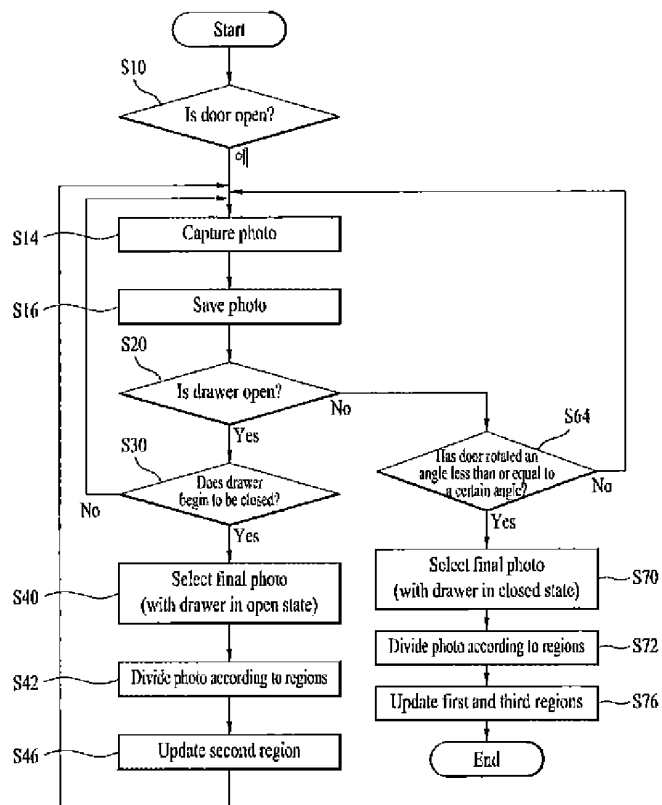 Start
S10
Is door open?
예
S14
Capture photo
S16
Save photo
S20
Is drawer open?
No
Yes
S64
Has door rotated an
angle less than or equal to
a certain angle?
No
Yes
S30
Does drawer
begin to be closed?
No
Yes
S40
Select final photo
(with drawer in open state)
S70
Select final photo
(with drawer in closed state)
S42
Divide photo according to regions
S72
Divide photo according to regions
S46
Update second region
S76
Update first and third regions
End